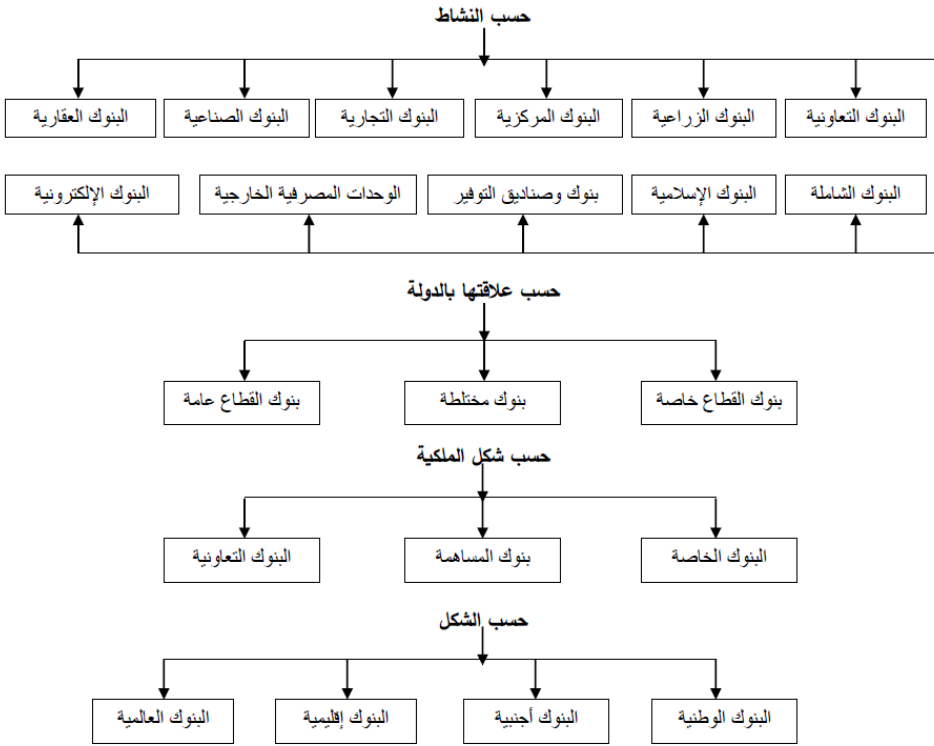 حسب النشاط
البنوك التعاونية
البنوك الزراعية
البنوك المركزية
البنوك التجارية
البنوك الصناعية
البنوك العقارية
البنوك الشاملة
البنوك الإسلامية
بنوك وصناديق التوفير
الوحدات المصرفية الخارجية
البنوك الإلكترونية
حسب علاقتها بالدولة
بنوك القطاع خاصة
بنوك مختلطة
بنوك القطاع عامة
حسب شكل الملكية
البنوك الخاصة
بنوك المساهمة
البنوك التعاونية
حسب الشكل
البنوك الوطنية
البنوك أجنبية
البنوك إقليمية
البنوك العالمية